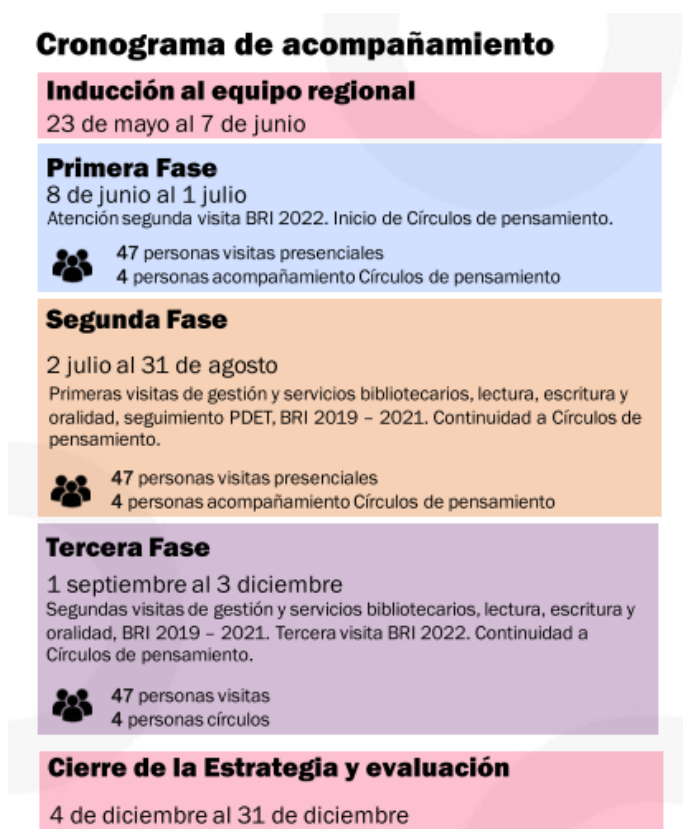 Cronograma de acompañamiento
Inducción al equipo regional
23 de mayo al 7 de junio
Primera Fase
8 de junio al 1 julio
Atención segunda visita BRI 2022. Inicio de Círculos de pensamiento.
47 personas visitas presenciales
4 personas acompañamiento Círculos de pensamiento
Segunda Fase
2 julio al 31 de agosto
Primeras visitas de gestión y servicios bibliotecarios, lectura, escritura y
oralidad, seguimiento PDET, BRI 2019 – 2021. Continuidad a Círculos de
pensamiento.
47 personas visitas presenciales
4 personas acompañamiento Círculos de pensamiento
Tercera Fase
1 septiembre al 3 diciembre
Segundas visitas de gestión y servicios bibliotecarios, lectura, escritura y
oralidad, BRI 2019 – 2021. Tercera visita BRI 2022. Continuidad a
Círculos de pensamiento.
47 personas visitas
4 personas círculos
Cierre de la Estrategia y evaluación
4 de diciembre al 31 de diciembre